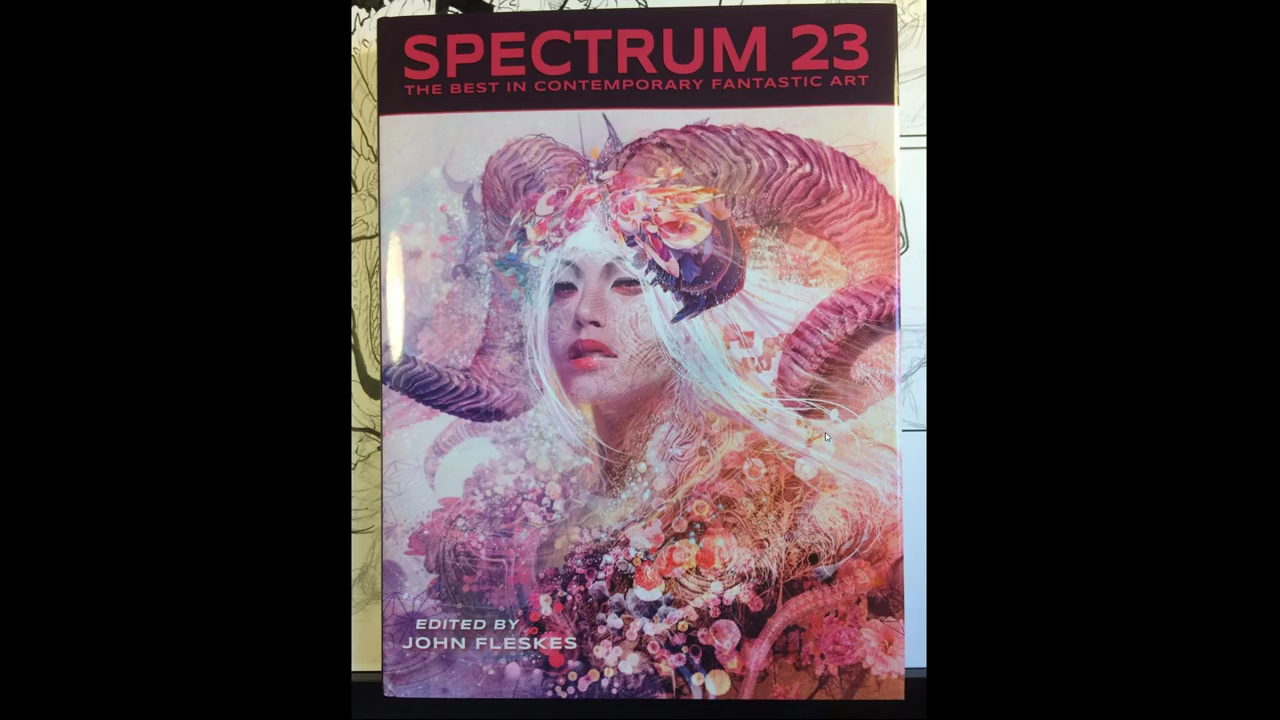 SPECTRUM 23
THE BEST IN CONTEMPORARY FANTASTIC ART
EDITED BY
JOHN FLESKES